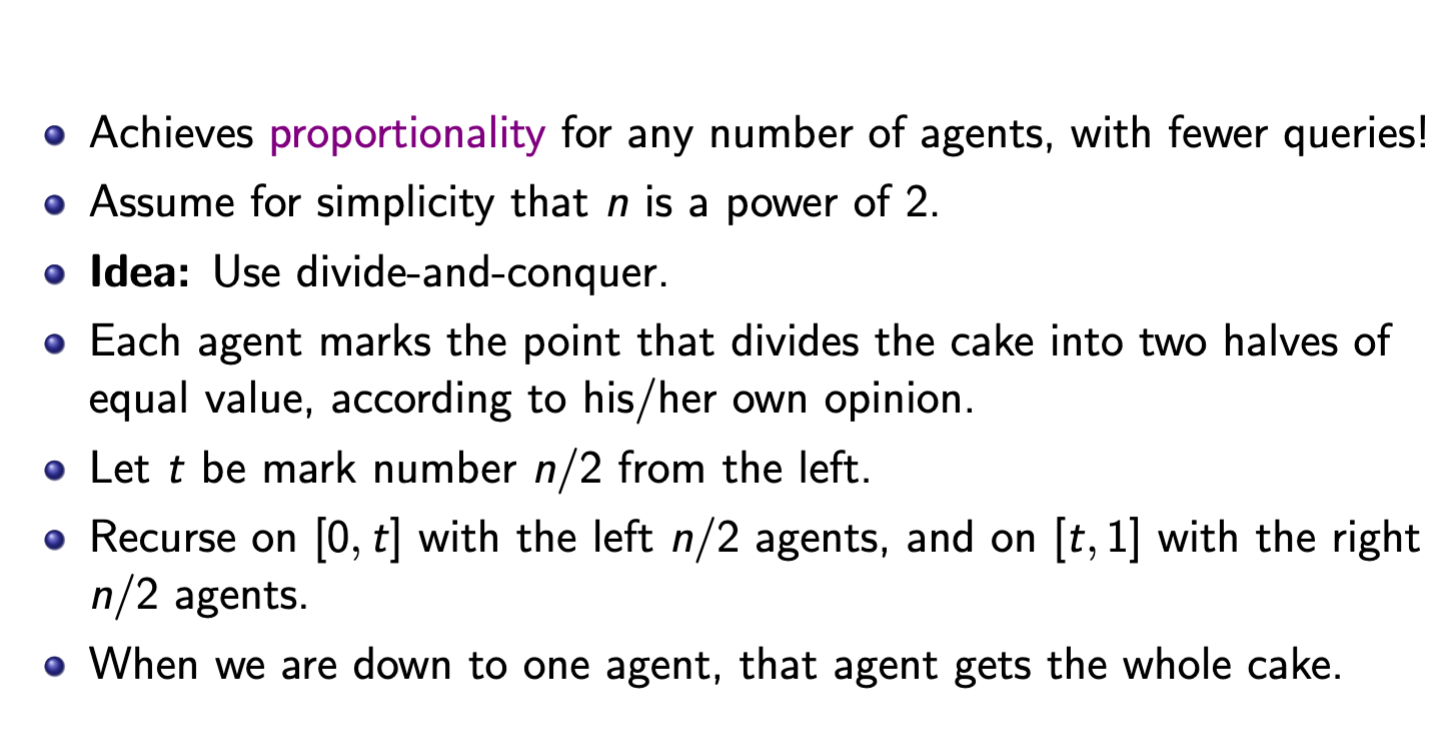 Achieves proportionality for any number of agents, with fewer queries!
Assume for simplicity that n is a power of 2.
Idea: Use divide-and-conquer.
Each agent marks the point that divides the cake into two halves of
equal value, according to his/her own opinion.
Let t be mark number n/2 from the left.
Recurse on [0, t] with the left n/2 agents, and on [t, 1] with the right
n/2 agents.
When we are down to one agent, that agent gets the whole cake.